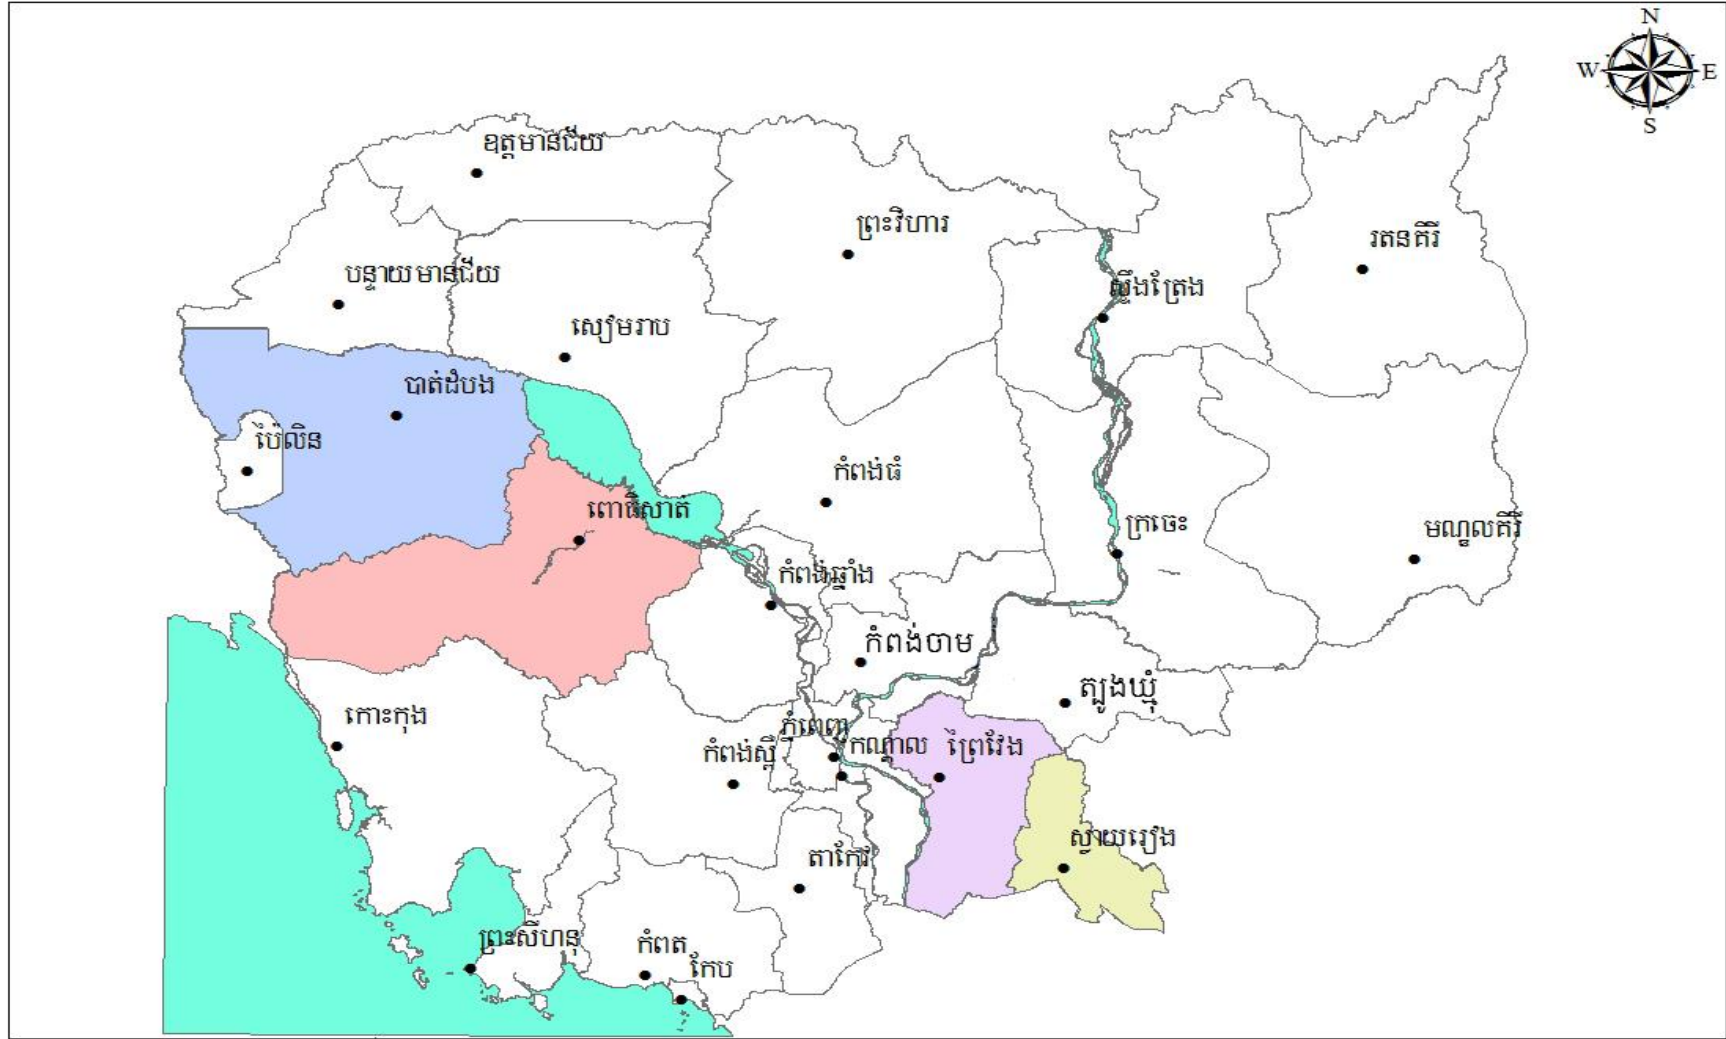 N
W E
S
ឧត្តមានជ័យ
ព្រះវិហារ
រតនគិរី
បន្ទាយមានជ័យ
ស្ទឹងត្រែង
សៀមរាប
បាត់ដំបង
ប៉ៃលិន
កំពង់ធំ
ពោធិ៍សាត់
ក្រចេះ
មណ្ឌលគិរី
កំពង់ឆ្នាំង
កំពង់ចាម
ត្បូងឃ្មុំ
កោះកុង
ភ្នំពេញ
កំពង់ស្ពឺ
កណ្ដាល
ព្រៃវែង
ស្វាយរៀង
តាកែវ
ព្រះសីហនុ
កំពត
កែប